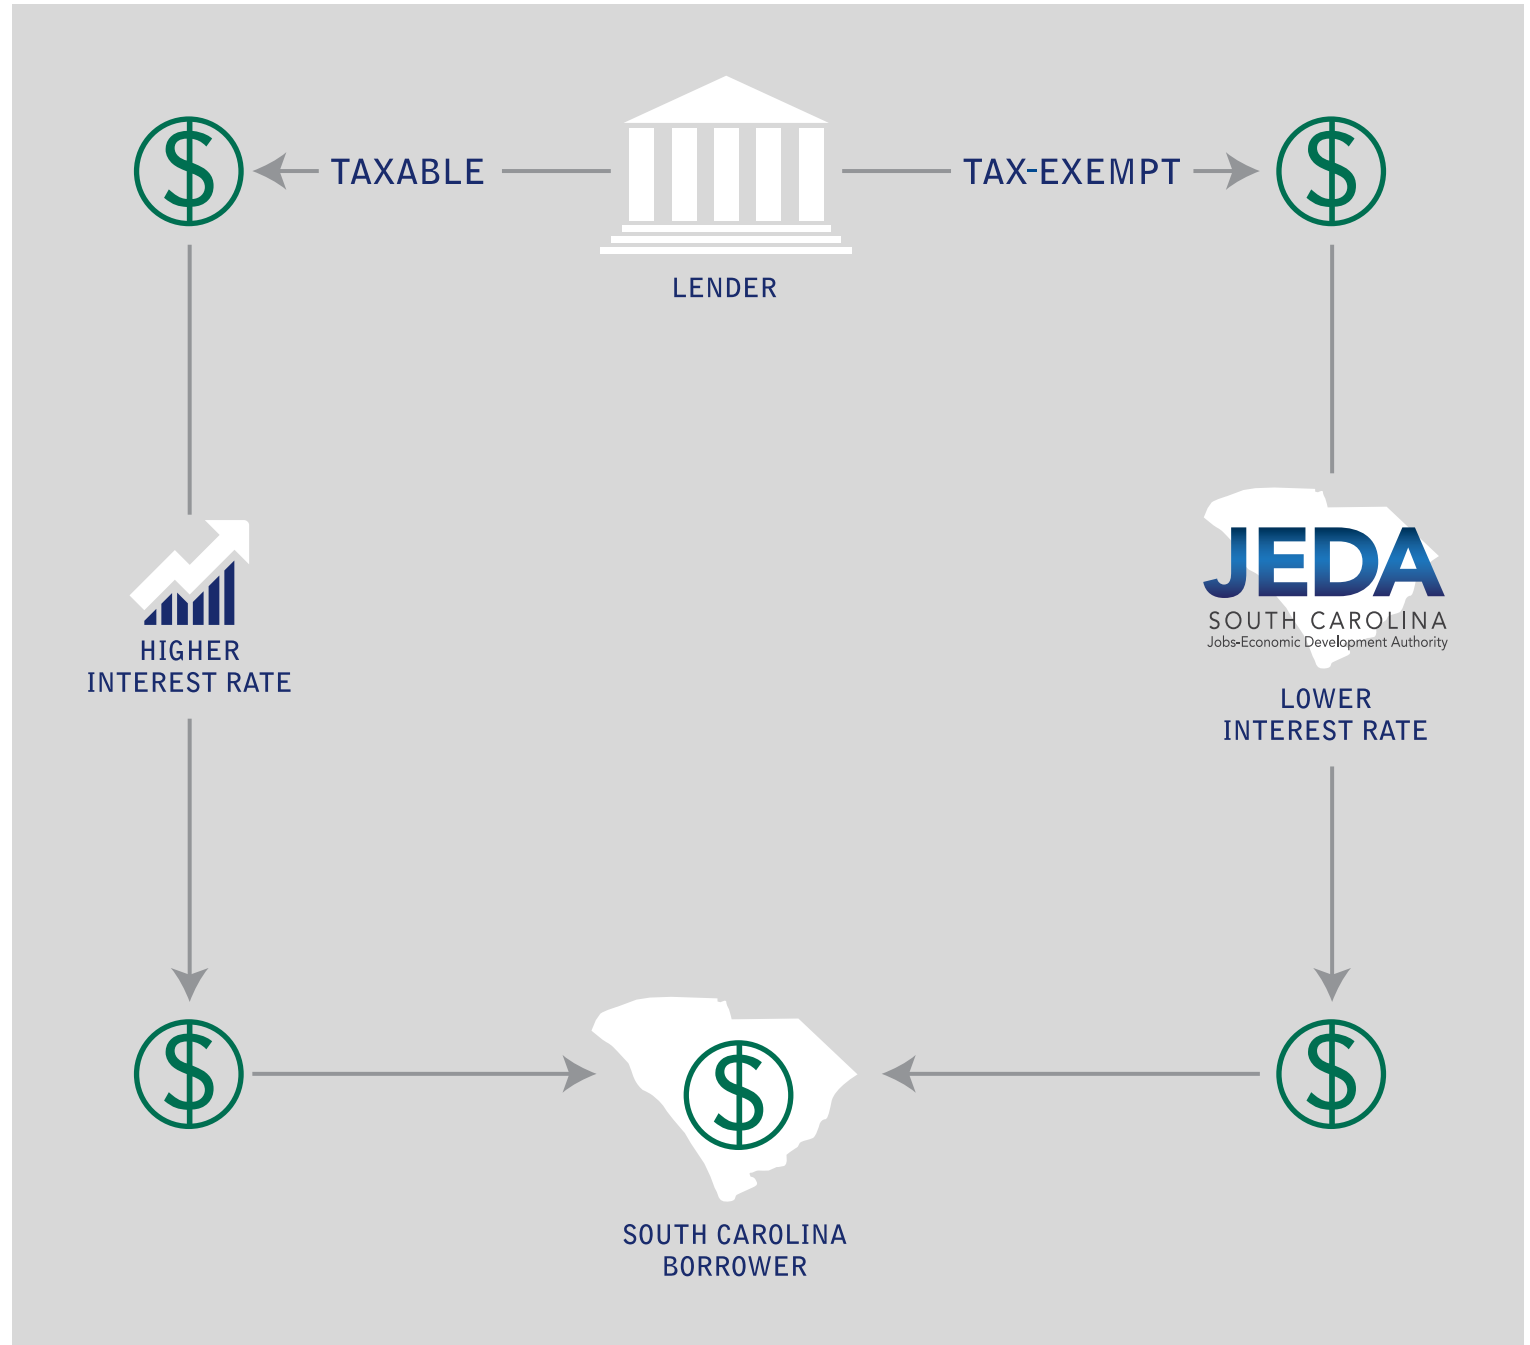 TAXABLE
TAX-EXEMPT
LENDER
HIGHER
INTEREST RATE
JEDA
SOUTH CAROLINA
Jobs-Economic Development Authority
LOWER
INTEREST RATE
SOUTH CAROLINA
BORROWER